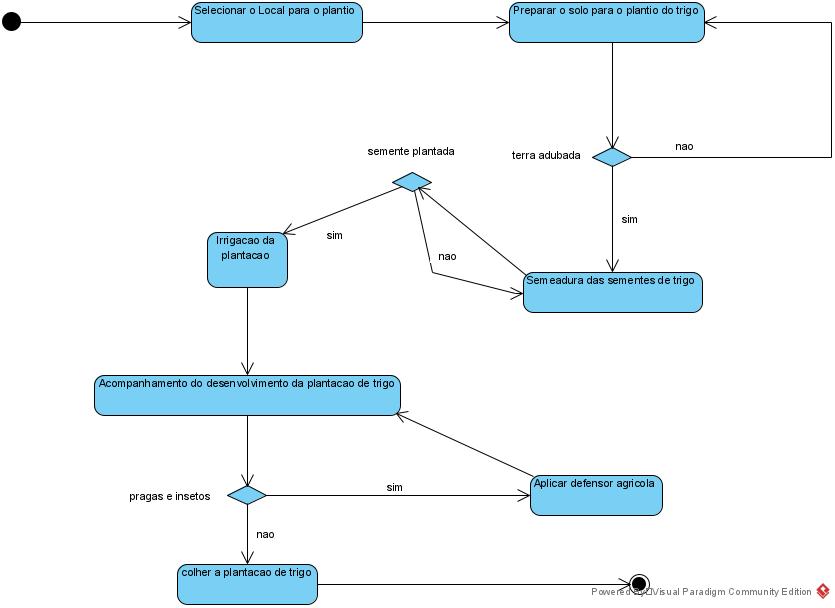 Selecionar o Local para o plantio
Preparar o solo para o plantio do trigo
semente plantada
terra adubada
nao
sim
sim
nao
Irrigacao da
plantacao
Semeadura das sementes de trigo
Acompanhamento do desenvolvimento da plantacao de trigo
pragas e insetos
sim
Aplicar defensor agricola
nao
colher a plantacao de trigo
Powered By Visual Paradigm Community Edition